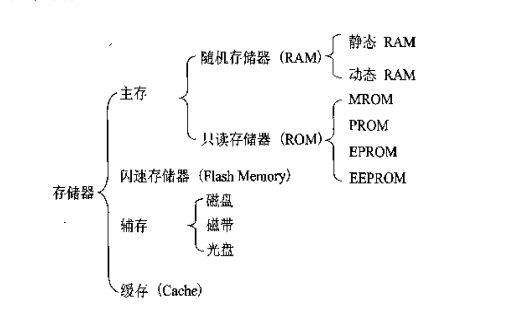 静态 RAM
随机存储器（RAM）
动态 RAM
主存
MROM
PROM
只读存储器（ROM）
EPROM
闪速存储器（Flash Memory）
EEPROM
存储器
磁盘
辅存
磁带
光盘
缓存（Cache）